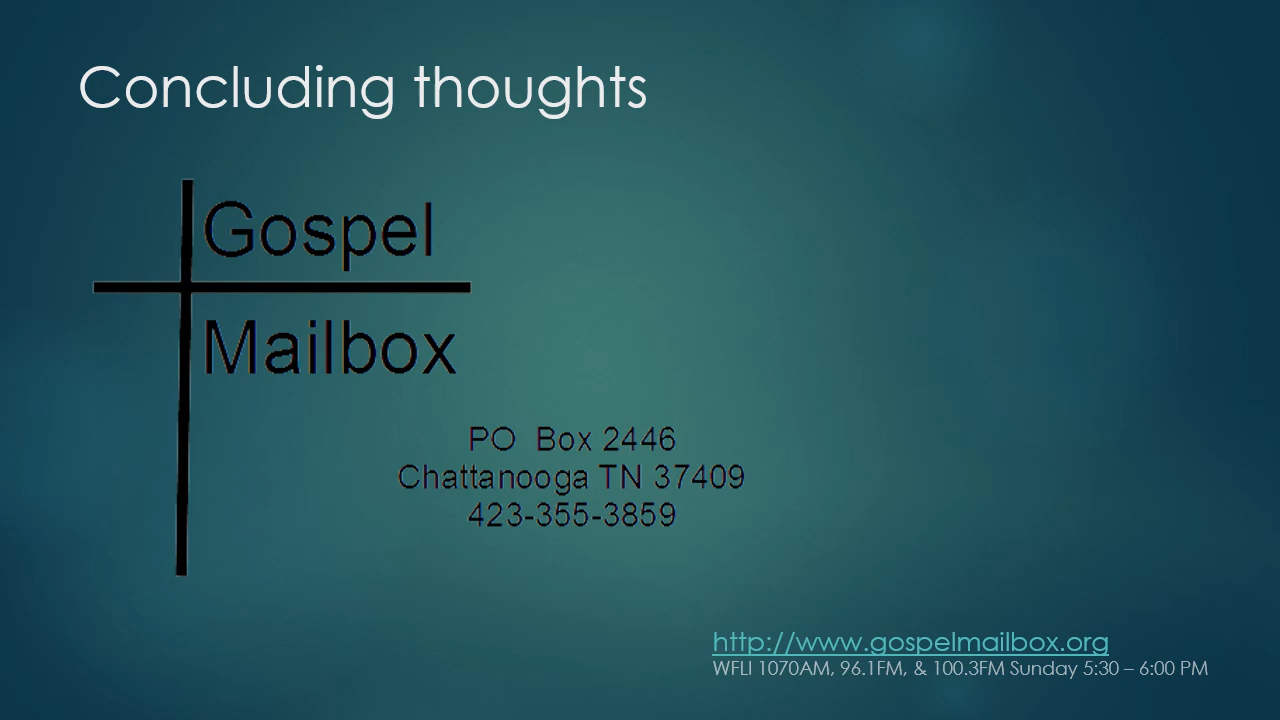 Concluding thoughts
Gospel
Mailbox
PO Box 2446
Chattanooga TN 37409
423-355-3859
http://www.gospelmailbox.org
WFLI 1070AM, 96.1FM, & 100.3FM Sunday 5:30 – 6:00 PM